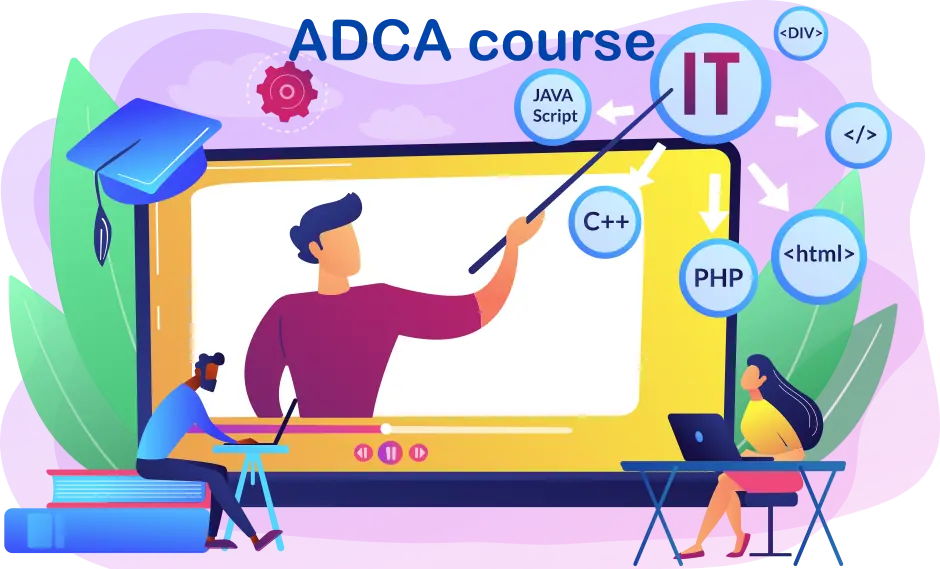 ADCA course
IT
<DIV>
JAVA
Script
</>
C++
PHP
<html>